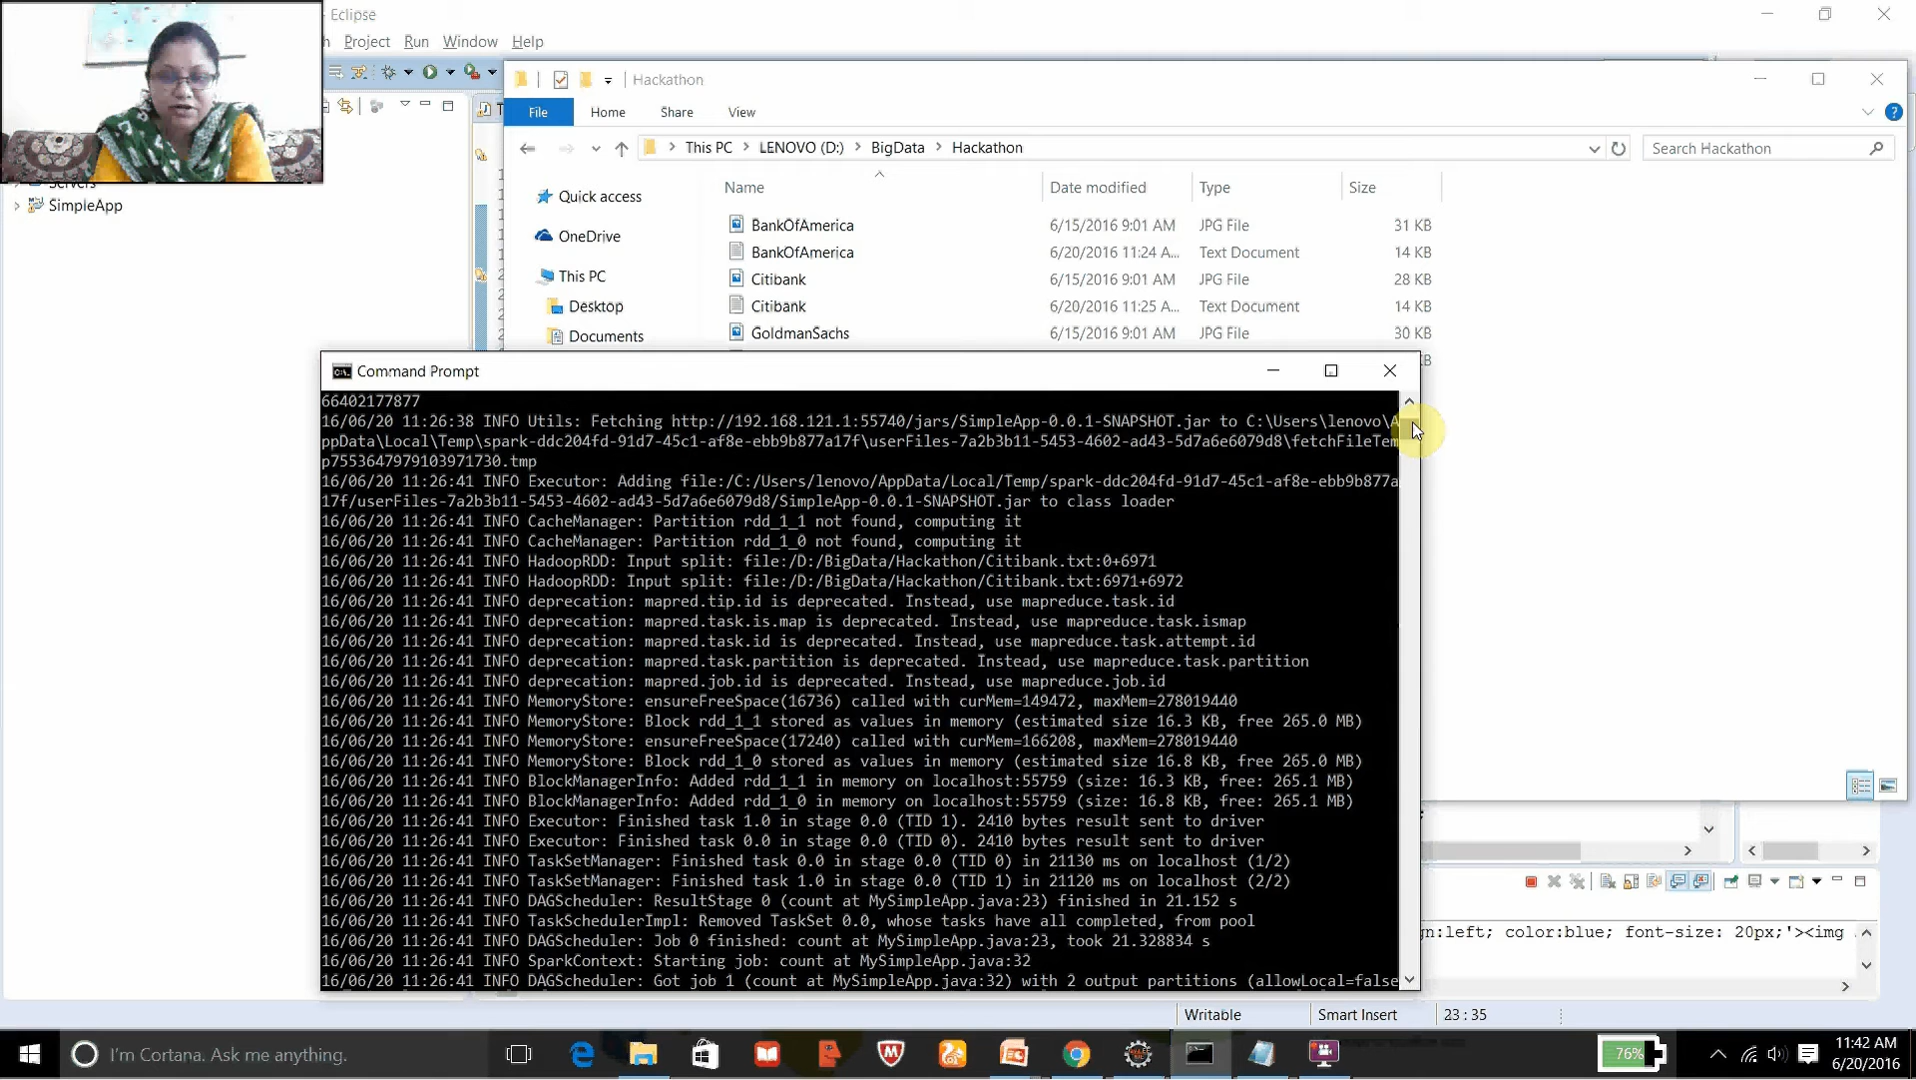 - Eclipse
Project Run Window Help
Servers
SimpleApp
Hackathon
File Home Share View
This PC LENOVO (D:) BigData Hackathon
Search Hackathon
Name Date modified Type Size
Quick access
OneDrive
This PC
Desktop
Documents
BankOfAmerica 6/15/2016 9:01 AM JPG File 31 KB
BankOfAmerica 6/20/2016 11:24 A... Text Document 14 KB
Citibank 6/15/2016 9:01 AM JPG File 28 KB
Citibank 6/20/2016 11:25 A... Text Document 14 KB
GoldmanSachs 6/15/2016 9:01 AM JPG File 30 KB
Command Prompt
66402177877
16/06/20 11:26:38 INFO Utils: Fetching http://192.168.121.1:55740/jars/SimpleApp-0.0.1-SNAPSHOT.jar to C:\Users\lenovo\A
ppData\Local\Temp\spark-ddc204fd-91d7-45c1-af8e-ebb9b877a17f\userFiles-7a2b3b11-5453-4602-ad43-5d7a6e6079d8\fetchFileTem
p7553647979103971730.tmp
16/06/20 11:26:41 INFO Executor: Adding file:/C:/Users/lenovo/AppData/Local/Temp/spark-ddc204fd-91d7-45c1-af8e-ebb9b877a
17f/userFiles-7a2b3b11-5453-4602-ad43-5d7a6e6079d8/SimpleApp-0.0.1-SNAPSHOT.jar to class loader
16/06/20 11:26:41 INFO CacheManager: Partition rdd_1_1 not found, computing it
16/06/20 11:26:41 INFO CacheManager: Partition rdd_1_0 not found, computing it
16/06/20 11:26:41 INFO HadoopRDD: Input split: file:/D:/BigData/Hackathon/Citibank.txt:0+6971
16/06/20 11:26:41 INFO HadoopRDD: Input split: file:/D:/BigData/Hackathon/Citibank.txt:6971+6972
16/06/20 11:26:41 INFO deprecation: mapred.tip.id is deprecated. Instead, use mapreduce.task.id
16/06/20 11:26:41 INFO deprecation: mapred.task.is.map is deprecated. Instead, use mapreduce.task.ismap
16/06/20 11:26:41 INFO deprecation: mapred.task.id is deprecated. Instead, use mapreduce.task.attempt.id
16/06/20 11:26:41 INFO deprecation: mapred.task.partition is deprecated. Instead, use mapreduce.task.partition
16/06/20 11:26:41 INFO deprecation: mapred.job.id is deprecated. Instead, use mapreduce.job.id
16/06/20 11:26:41 INFO MemoryStore: ensureFreeSpace(16736) called with curMem=149472, maxMem=278019440
16/06/20 11:26:41 INFO MemoryStore: Block rdd_1_1 stored as values in memory (estimated size 16.3 KB, free 265.0 MB)
16/06/20 11:26:41 INFO MemoryStore: ensureFreeSpace(17240) called with curMem=166208, maxMem=278019440
16/06/20 11:26:41 INFO MemoryStore: Block rdd_1_0 stored as values in memory (estimated size 16.8 KB, free 265.0 MB)
16/06/20 11:26:41 INFO BlockManagerInfo: Added rdd_1_1 in memory on localhost:55759 (size: 16.3 KB, free: 265.1 MB)
16/06/20 11:26:41 INFO BlockManagerInfo: Added rdd_1_0 in memory on localhost:55759 (size: 16.8 KB, free: 265.1 MB)
16/06/20 11:26:41 INFO Executor: Finished task 1.0 in stage 0.0 (TID 1). 2410 bytes result sent to driver
16/06/20 11:26:41 INFO Executor: Finished task 0.0 in stage 0.0 (TID 0). 2410 bytes result sent to driver
16/06/20 11:26:41 INFO TaskSetManager: Finished task 0.0 in stage 0.0 (TID 0) in 21130 ms on localhost (1/2)
16/06/20 11:26:41 INFO TaskSetManager: Finished task 1.0 in stage 0.0 (TID 1) in 21120 ms on localhost (2/2)
16/06/20 11:26:41 INFO DAGScheduler: ResultStage 0 (count at MySimpleApp.java:23) finished in 21.152 s
16/06/20 11:26:41 INFO TaskSchedulerImpl: Removed TaskSet 0.0, whose tasks have all completed, from pool
16/06/20 11:26:41 INFO DAGScheduler: Job 0 finished: count at MySimpleApp.java:23, took 21.328834 s
16/06/20 11:26:41 INFO SparkContext: Starting job: count at MySimpleApp.java:32
16/06/20 11:26:41 INFO DAGScheduler: Got job 1 (count at MySimpleApp.java:32) with 2 output partitions (allowLocal=false
gn:left; color:blue; font-size: 20px;'><img
Writable Smart Insert 23 : 35
I'm Cortana. Ask me anything.
76%
11:42 AM
6/20/2016